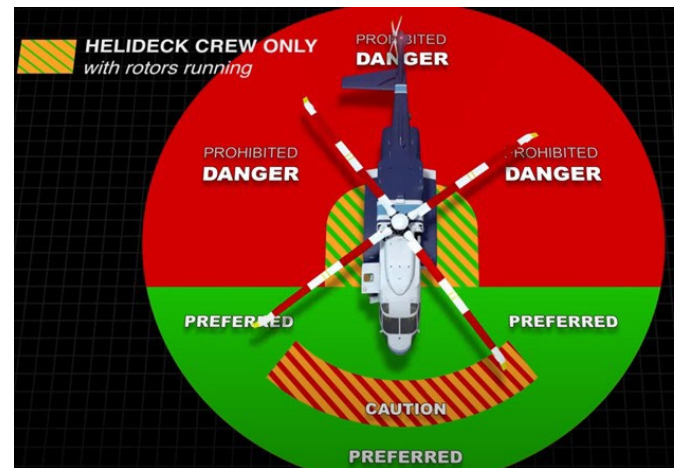 HELIDECK CREW ONLY
with rotors running
PROHIBITED
DANGER
PROHIBITED
DANGER
PROHIBITED
DANGER
PREFERRED
PREFERRED
CAUTION
PREFERRED